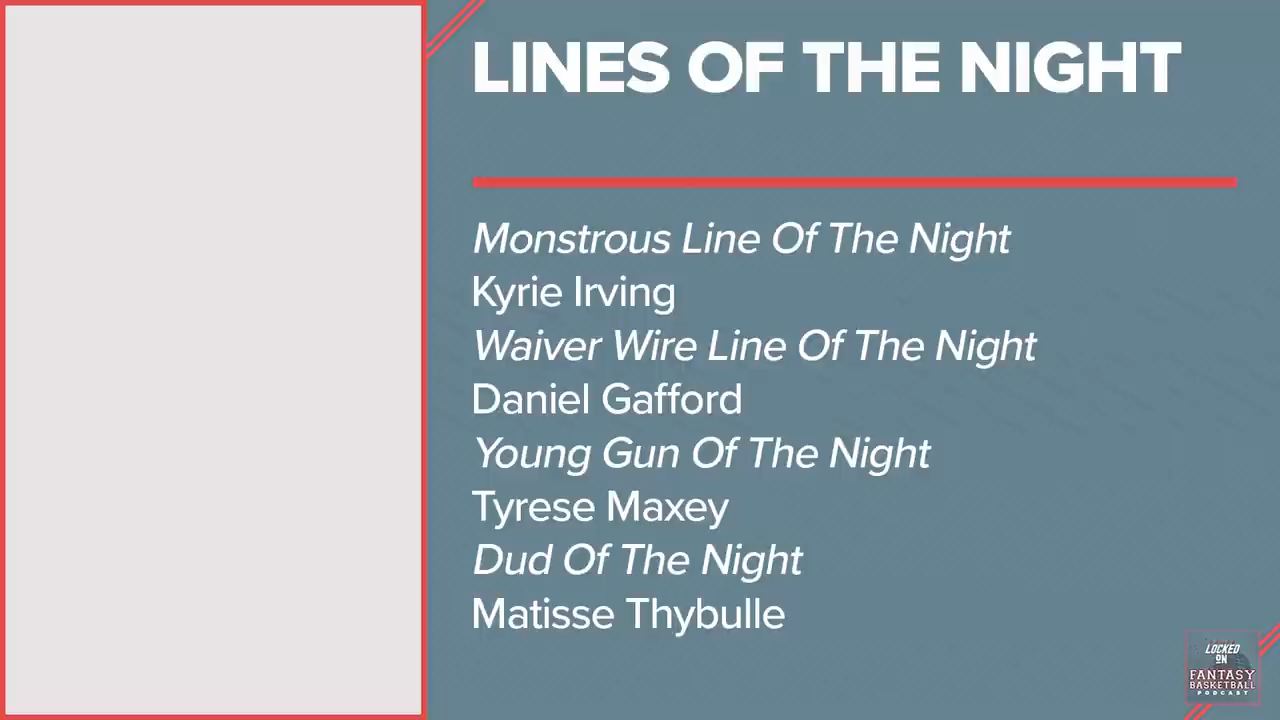 LINES OF THE NIGHT
Monstrous Line Of The Night
Kyrie Irving
Waiver Wire Line Of The Night
Daniel Gafford
Young Gun Of The Night
Tyrese Maxey
Dud Of The Night
Matisse Thybulle
LOCKED
ON
FANTASY
BASKETBALL
PODCAST